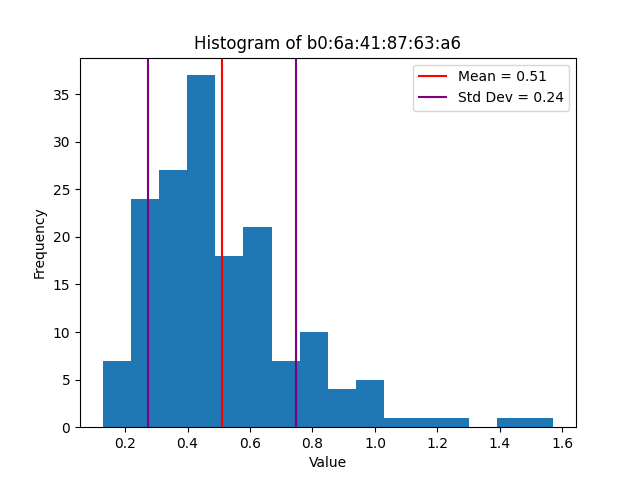 Histogram of b0:6a:41:87:63:a6
Mean = 0.51
Std Dev = 0.24
35
30
25
20
15
10
5
0
Frequency
0.2 0.4 0.6 0.8 1.0 1.2 1.4 1.6
Value